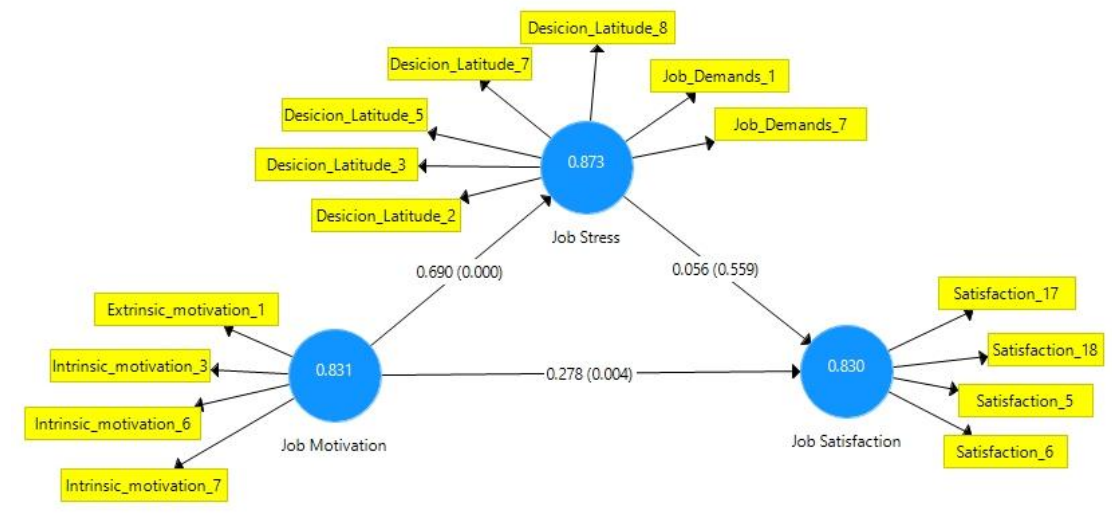 Desicion_Latitude_8
Desicion_Latitude_7
Job_Demands_1
Desicion_Latitude_5
Job_Demands_7
Desicion_Latitude_3
0.873
Desicion_Latitude_2
Job Stress
0.690 (0.000)
0.056 (0.559)
Extrinsic_motivation_1
Satisfaction_17
Intrinsic_motivation_3
0.831
0.278 (0.004)
0.830
Satisfaction_18
Intrinsic_motivation_6
Satisfaction_5
Job Motivation
Job Satisfaction
Satisfaction_6
Intrinsic_motivation_7